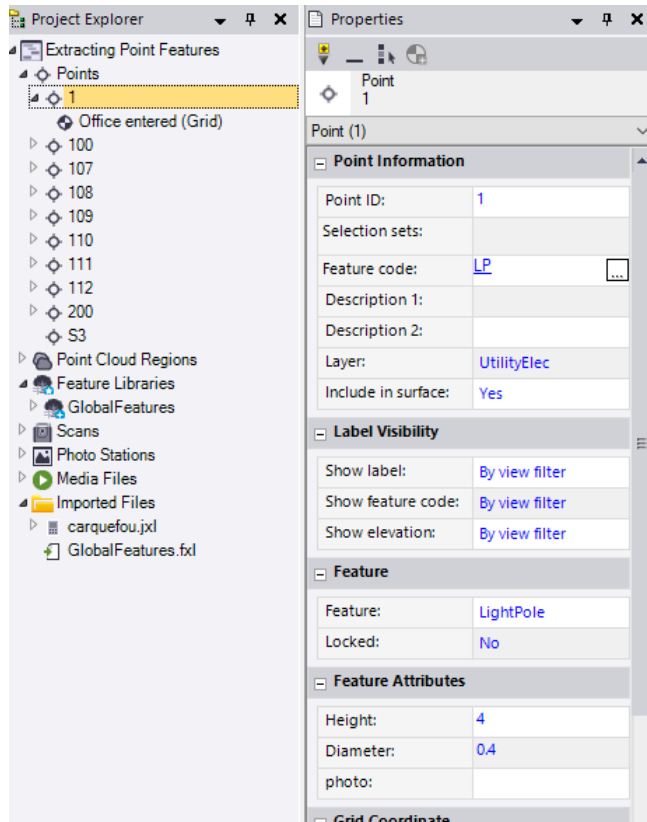 Project Explorer
Extracting Point Features
Points
1
Office entered (Grid)
100
107
108
109
110
111
112
200
S3
Point Cloud Regions
Feature Libraries
GlobalFeatures
Scans
Photo Stations
Media Files
Imported Files
carquefou.jxl
GlobalFeatures.fxl
Properties
Point
1
Point (1)
Point Information
Point ID: 1
Selection sets:
Feature code: LP ...
Description 1:
Description 2:
Layer: UtilityElec
Include in surface: Yes
Label Visibility
Show label: By view filter
Show feature code: By view filter
Show elevation: By view filter
Feature
Feature: LightPole
Locked: No
Feature Attributes
Height: 4
Diameter: 0.4
photo:
Grid Coordinate